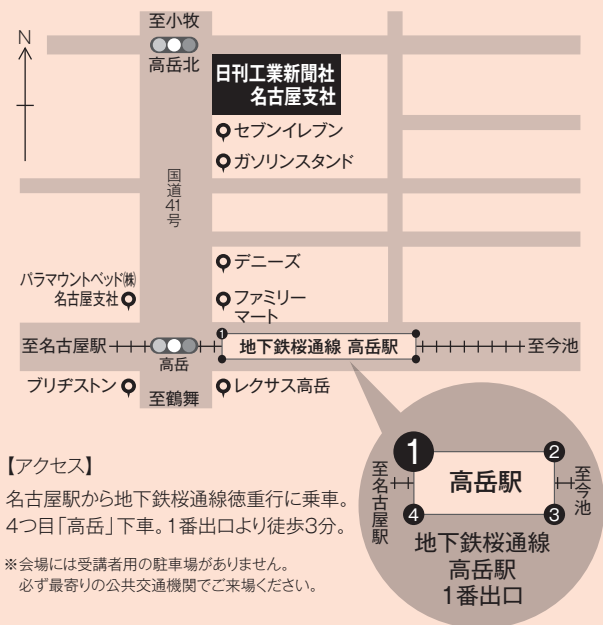 至小牧
N
高岳北
日刊工業新聞社
名古屋支社
セブンイレブン
ガソリンスタンド
国道41号
デニーズ
パラマウントベッド㈱
名古屋支社
ファミリー
マート
至名古屋駅
高岳
1
地下鉄桜通線 高岳駅
至今池
ブリヂストン
至鶴舞
レクサス高岳
【アクセス】
名古屋駅から地下鉄桜通線徳重行に乗車。
4つ目「高岳」下車。1番出口より徒歩3分。
※会場には受講者用の駐車場がありません。
必ず最寄りの公共交通機関でご来場ください。
1
2
至名古屋駅
高岳駅
至今池
4
3
地下鉄桜通線
高岳駅
1番出口